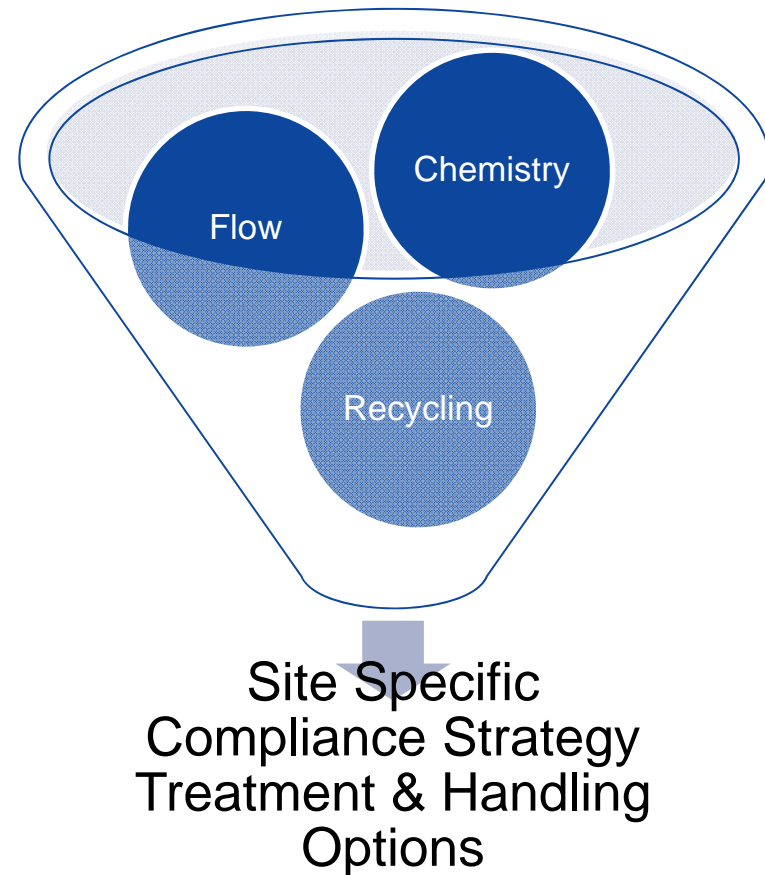 Chemistry
Flow
Recycling
Site Specific
Compliance Strategy
Treatment & Handling
Options